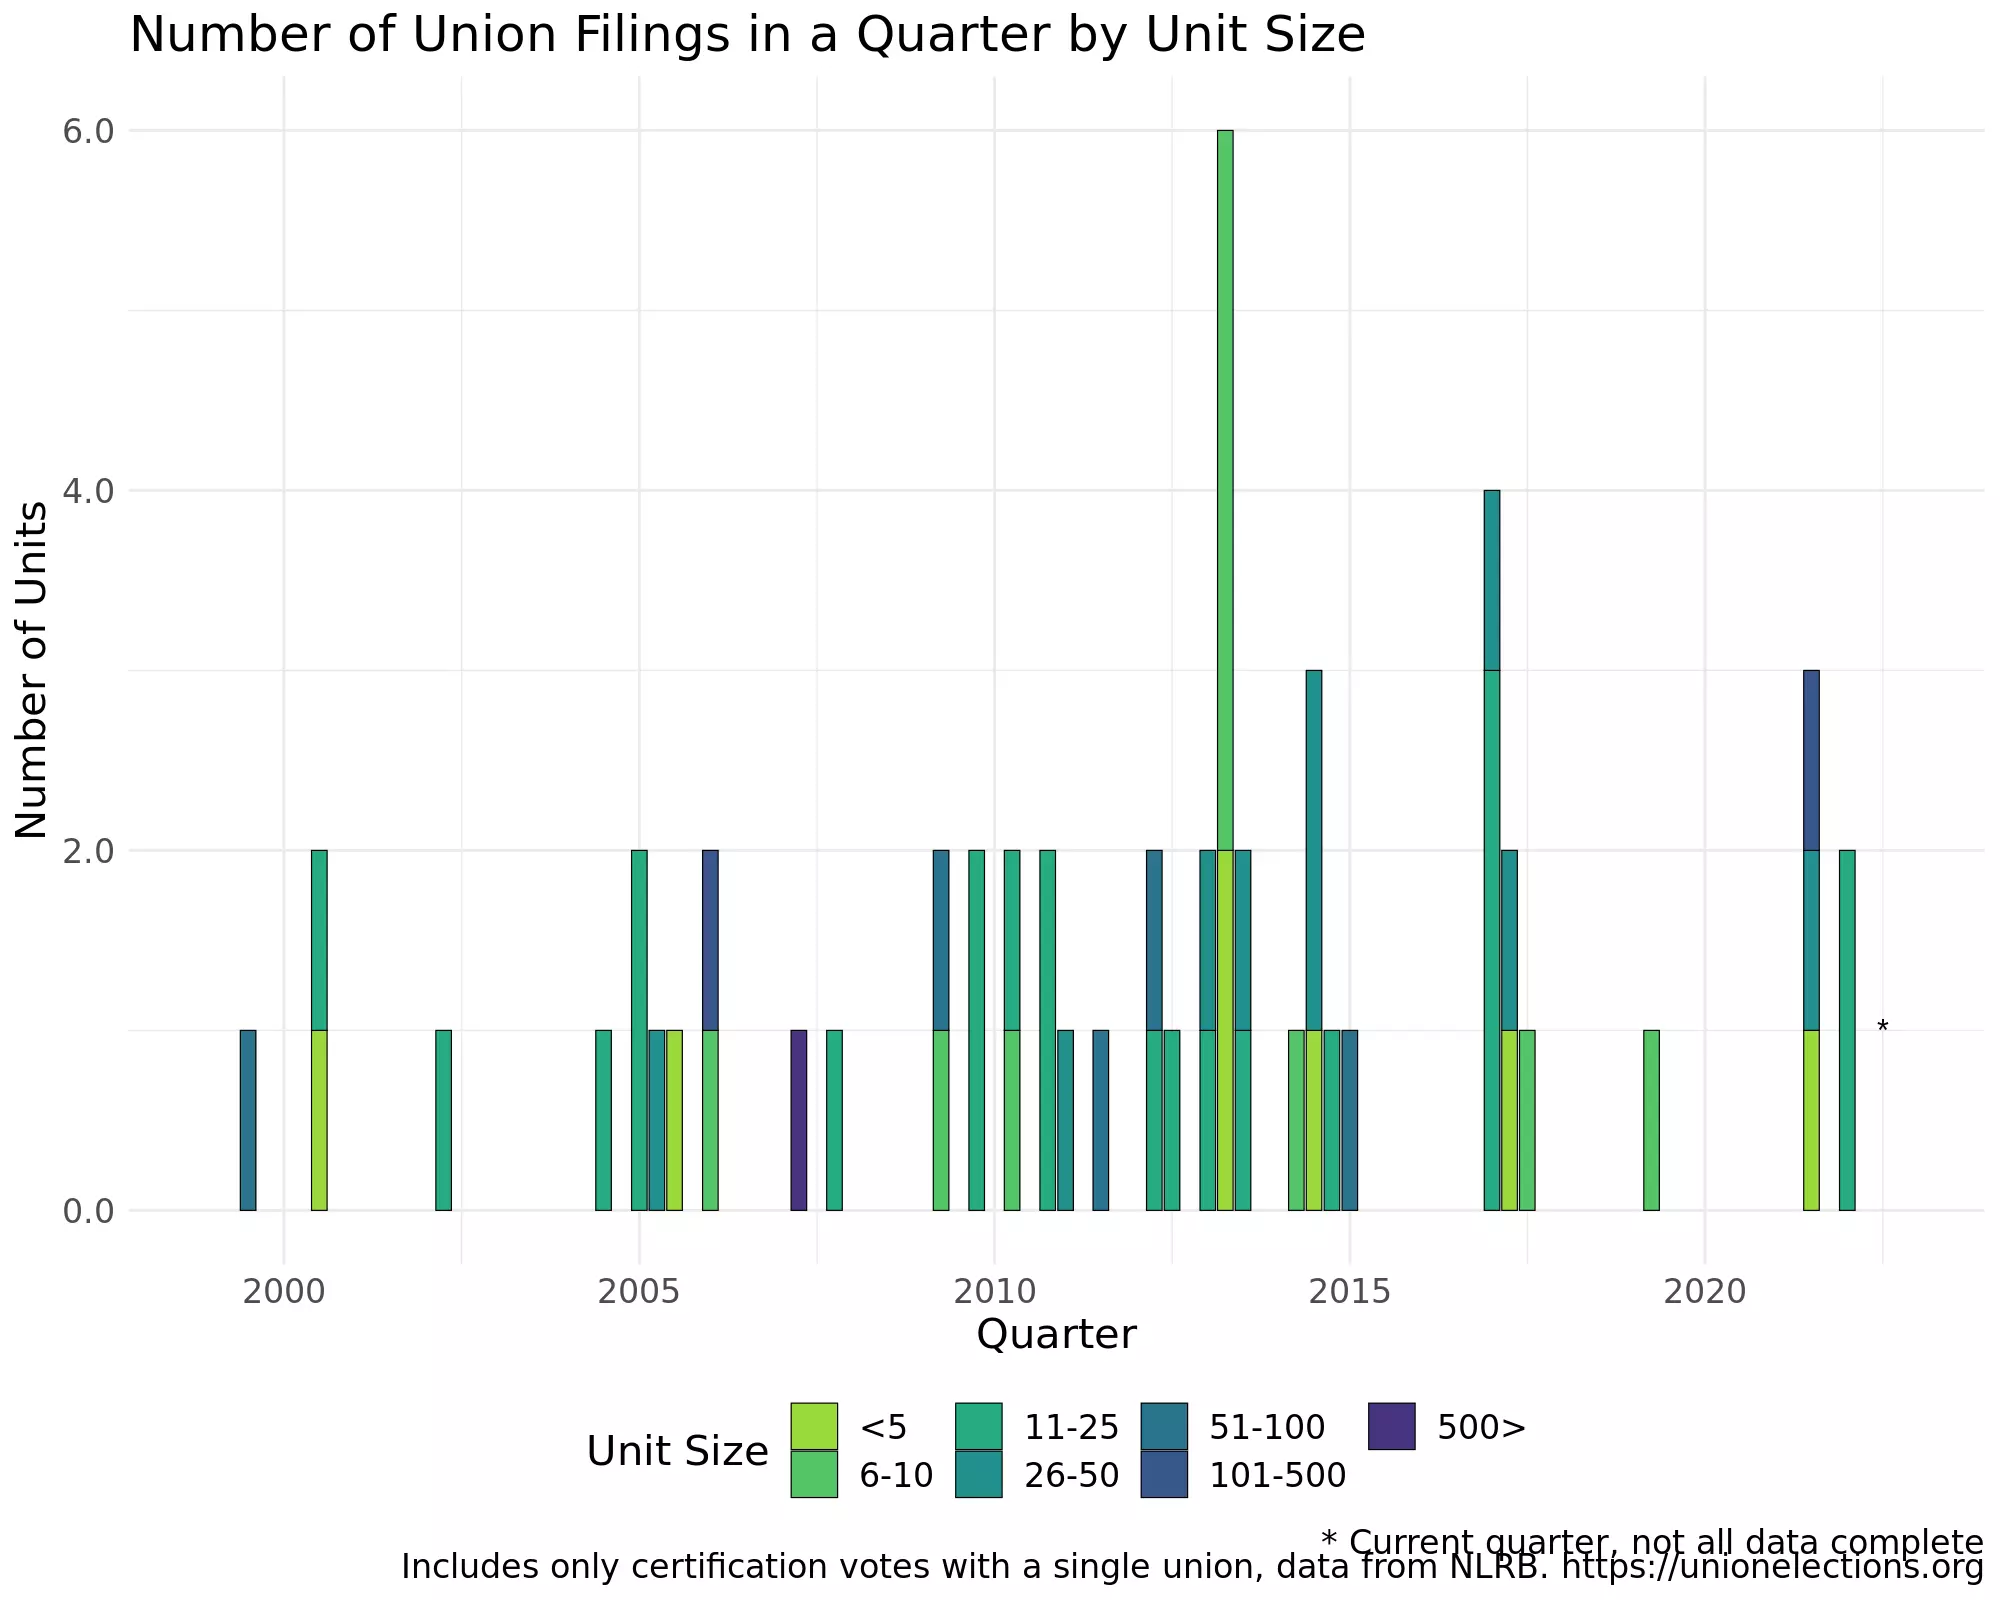 Number of Union Filings in a Quarter by Unit Size
Number of Units
6.0
4.0
2.0
0.0
*
2000 2005 2010 2015 2020
Quarter
Unit Size
<5 11-25 51-100 500>
6-10 26-50 101-500
* Current quarter, not all data complete
Includes only certification votes with a single union, data from NLRB. https://unionelections.org